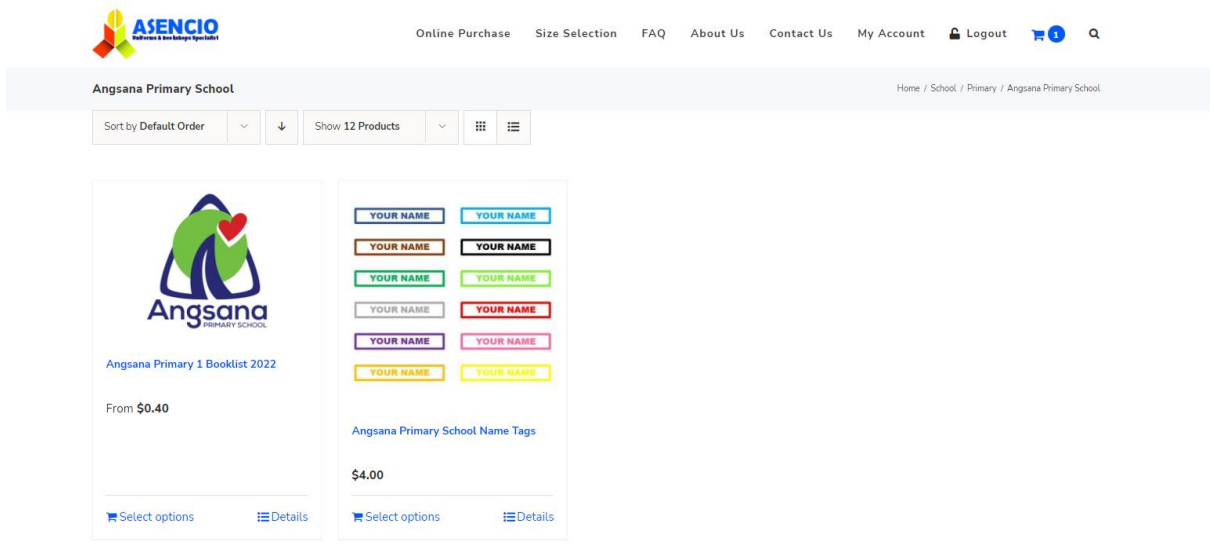 ASENCIO
Uniforms & Bookshops Specialist
Online Purchase Size Selection FAQ About Us Contact Us My Account Logout 1
Angsana Primary School
Home / School / Primary / Angsana Primary School
Sort by Default Order
Show 12 Products
Angsana
PRIMARY SCHOOL
Angsana Primary 1 Booklist 2022
From $0.40
Select options Details
YOUR NAME YOUR NAME
YOUR NAME YOUR NAME
YOUR NAME YOUR NAME
YOUR NAME YOUR NAME
YOUR NAME YOUR NAME
YOUR NAME YOUR NAME
Angsana Primary School Name Tags
$4.00
Select options Details